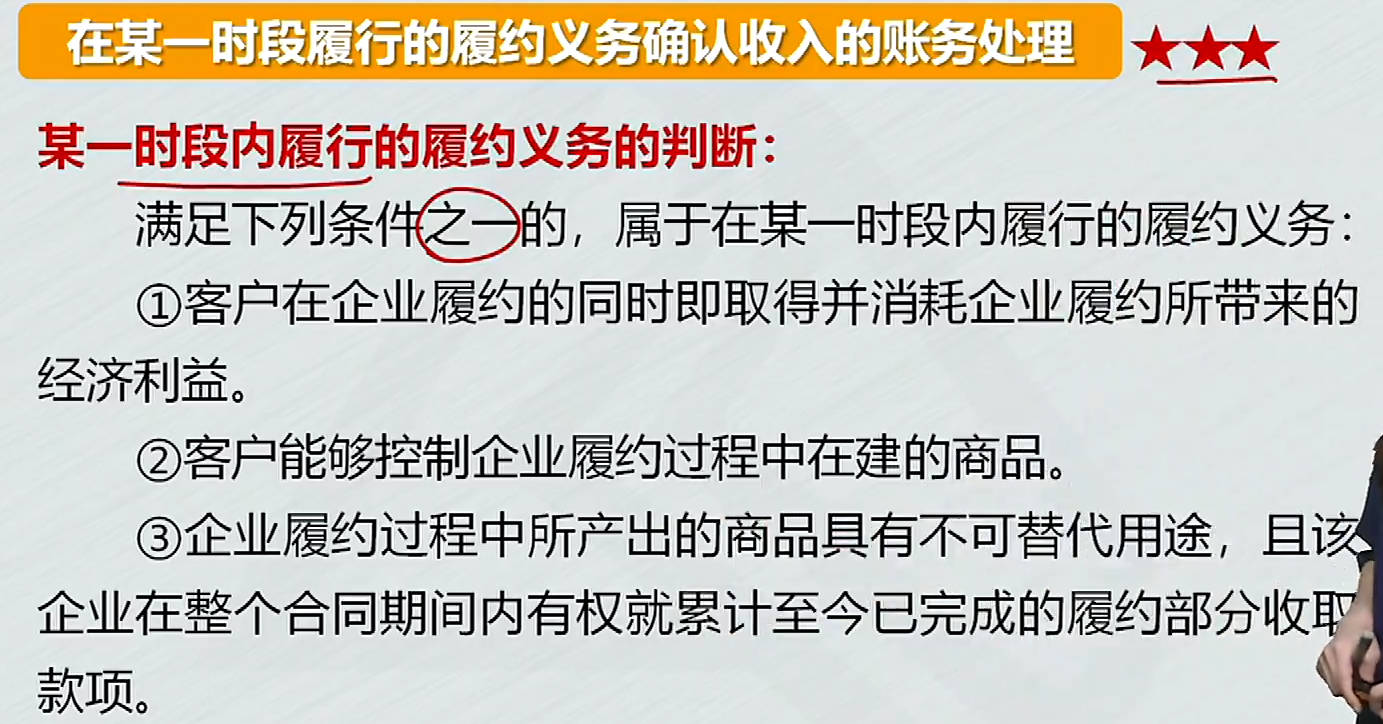 在某一时段履行的履约义务确认收入的账务处理
某一时段内履行的履约义务的判断：
满足下列条件之一的，属于在某一时段内履行的履约义务：
①客户在企业履约的同时即取得并消耗企业履约所带来的
经济利益。
②客户能够控制企业履约过程中在建的商品。
③企业履约过程中所产出的商品具有不可替代用途，且该
企业在整个合同期间内有权就累计至今已完成的履约部分收取
款项。